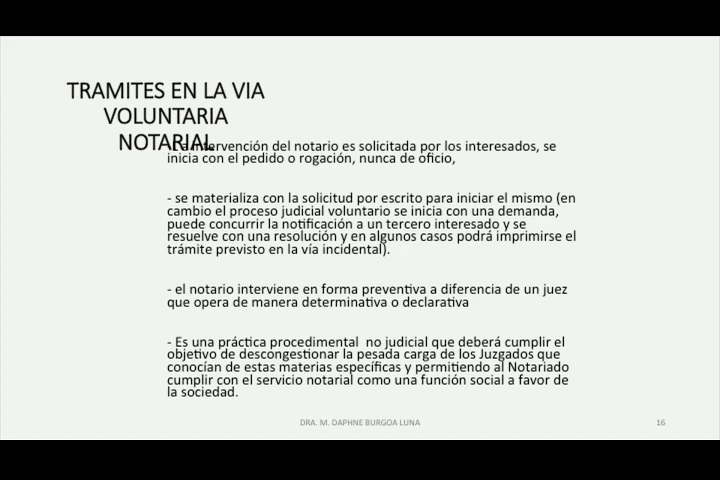 TRAMITES EN LA VIA
VOLUNTARIA
NOTARIAL
- La intervención del notario es solicitada por los interesados, se
inicia con el pedido o rogación, nunca de oficio,
- se materializa con la solicitud por escrito para iniciar el mismo (en
cambio el proceso judicial voluntario se inicia con una demanda,
puede concurrir la notificación a un tercero interesado y se
resuelve con una resolución y en algunos casos podrá imprimirse el
trámite previsto en la vía incidental).
- el notario interviene en forma preventiva a diferencia de un juez
que opera de manera determinativa o declarativa
- Es una práctica procedimental  no judicial que deberá cumplir el
objetivo de descongestionar la pesada carga de los Juzgados que
conocían de estas materias específicas y permitiendo al Notariado
cumplir con el servicio notarial como una función social a favor de
la sociedad.
DRA. M. DAPHNE BURGOA LUNA
16